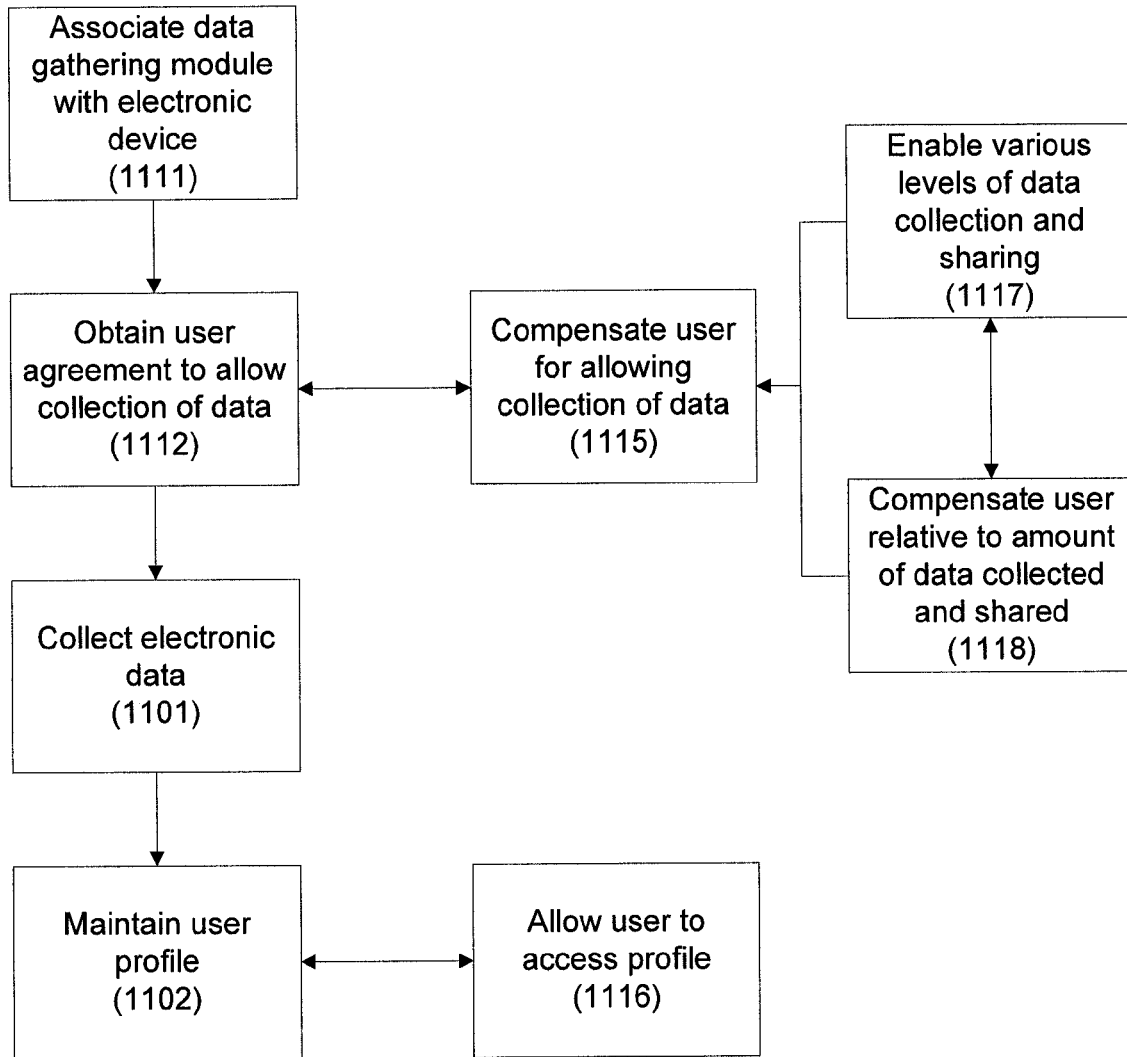 Associate data
gathering module
with electronic
device
(1111)
Enable various
levels of data
collection and
sharing
(1117)
Obtain user
agreement to allow
collection of data
(1112)
Compensate user
for allowing
collection of data
(1115)
Compensate user
relative to amount
of data collected
and shared
(1118)
Collect electronic
data
(1101)
Maintain user
profile
(1102)
Allow user to
access profile
(1116)